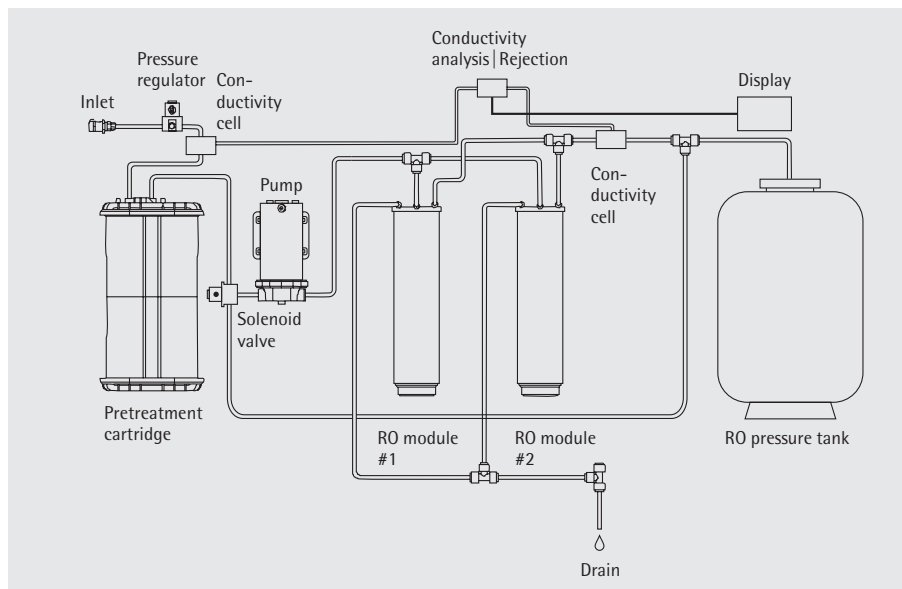 Conductivity
analysis | Rejection
Pressure
regulator
Con-
ductivity
cell
Inlet
Display
Pump
Con-
ductivity
cell
Solenoid
valve
Pretreatment
cartridge
RO module
#1
RO module
#2
RO pressure tank
Drain